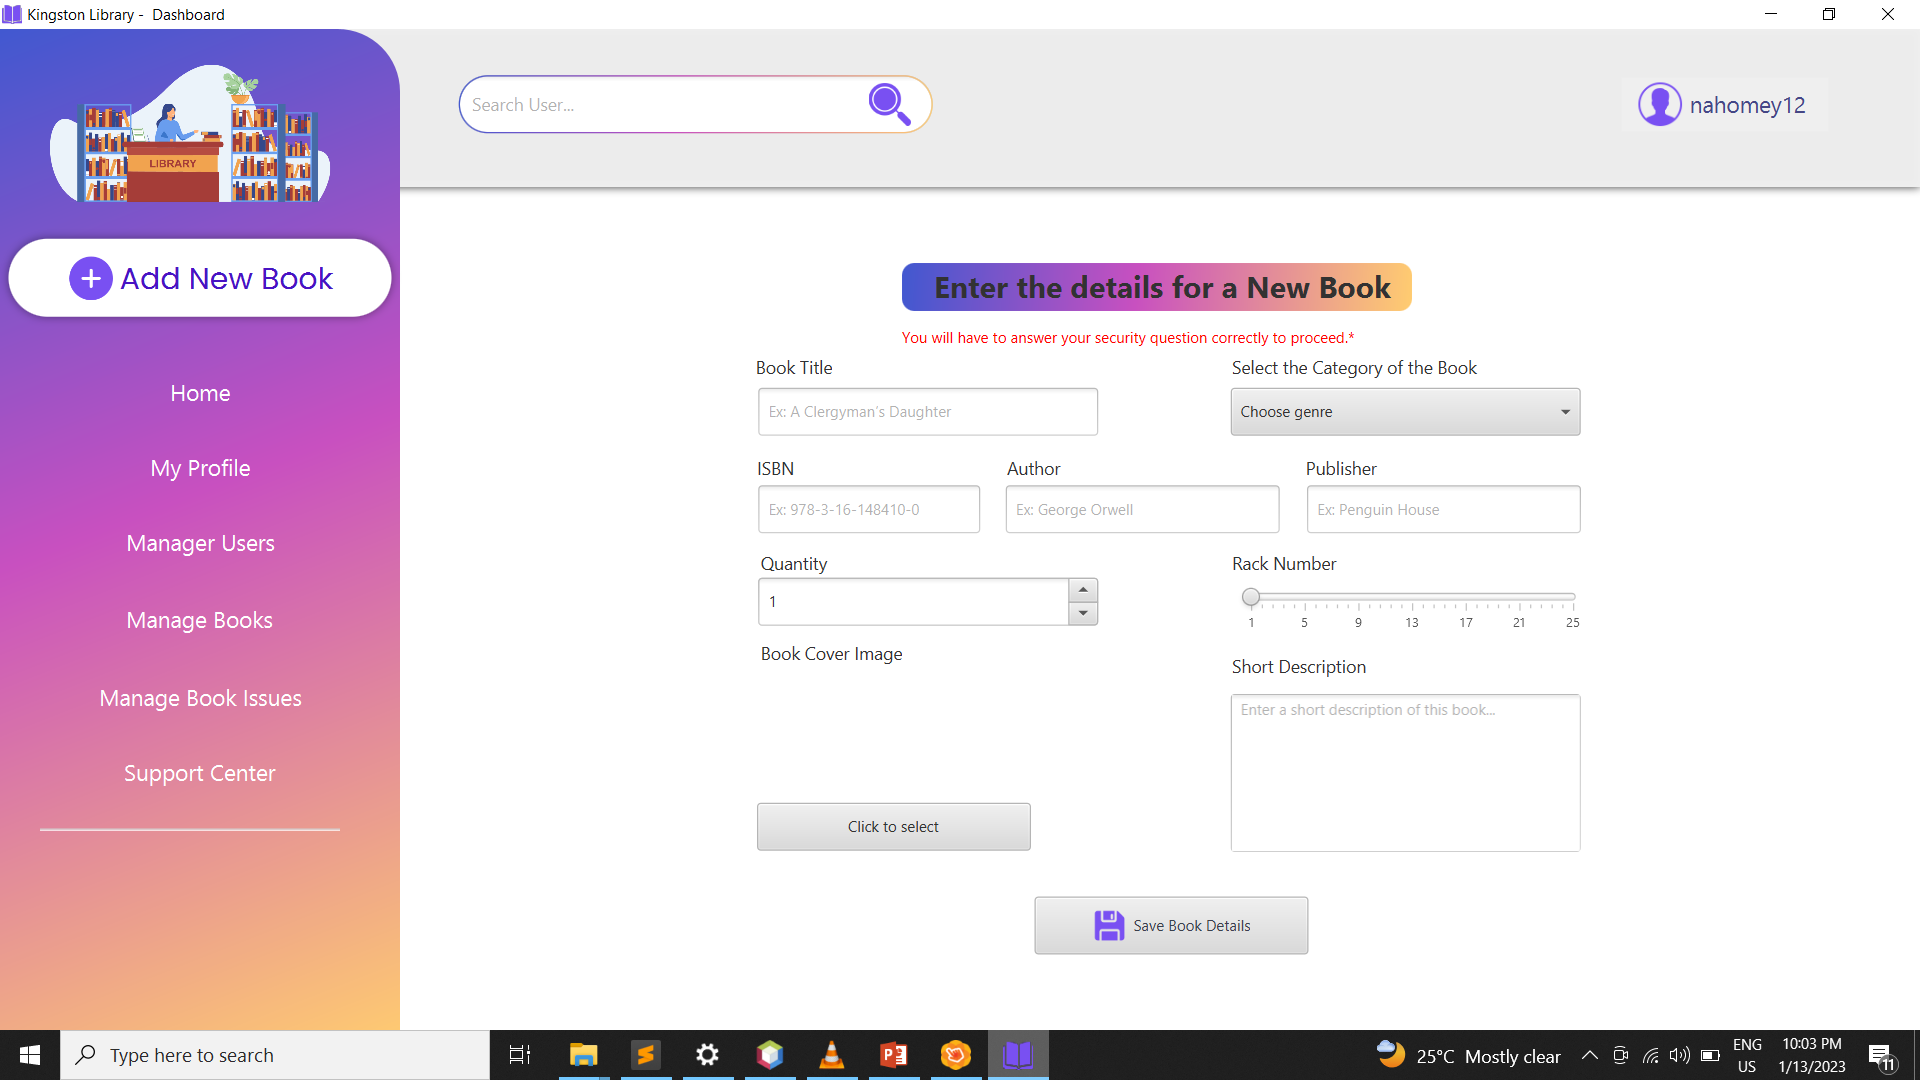 Kingston Library -  Dashboard
Search User...
nahomey12
LIBRARY
Add New Book
Home
My Profile
Manager Users
Manage Books
Manage Book Issues
Support Center
Enter the details for a New Book
You will have to answer your security question correctly to proceed.*
Book Title
Select the Category of the Book
Ex: A Clergyman's Daughter
Choose genre
ISBN
Author
Publisher
Ex: 978-3-16-148410-0
Ex: George Orwell
Ex: Penguin House
Quantity
Rack Number
1
1 5 9 13 17 21 25
Book Cover Image
Short Description
Enter a short description of this book...
Click to select
Save Book Details
Type here to search
25°C Mostly clear
ENG
US
10:03 PM
1/13/2023
11